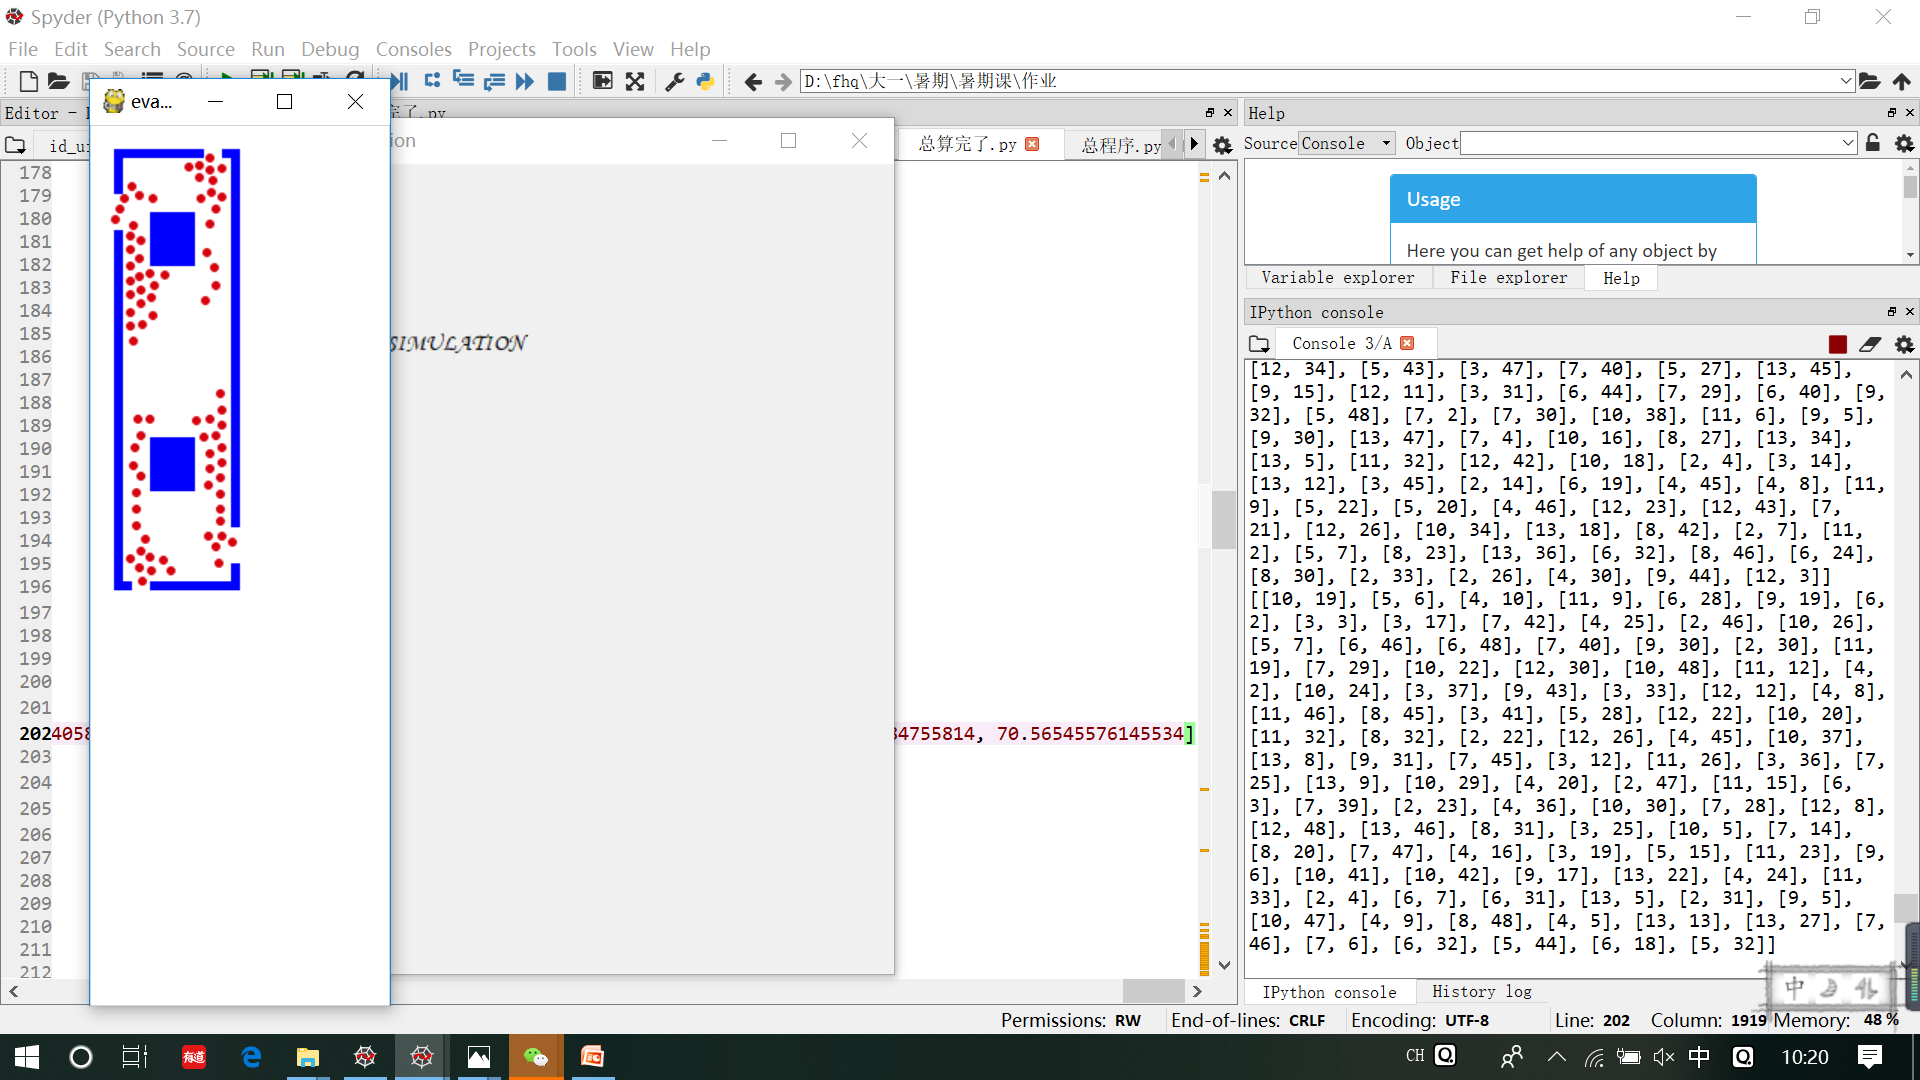 Spyder (Python 3.7)
File Edit Search Source Run Debug Consoles Projects Tools View Help
D:\fhq\大一\暑期\暑期课\作业
Editor -
完了.py
eva...
ion
总算完了.py
总程序.py
178
179
180
181
182
183
184
185
186
187
188
189
190
191
192
193
194
195
196
197
198
199
200
201
202
203
204
205
206
207
208
209
210
211
212
SIMULATION
4058
34755814, 70.56545576145534]
Help
Source Console Object
Usage
Here you can get help of any object by
Variable explorer File explorer Help
IPython console
Console 3/A
[12, 34], [5, 43], [3, 47], [7, 40], [5, 27], [13, 45],
[9, 15], [12, 11], [3, 31], [6, 44], [7, 29], [6, 40], [9,
32], [5, 48], [7, 2], [7, 30], [10, 38], [11, 6], [9, 5],
[9, 30], [13, 47], [7, 4], [10, 16], [8, 27], [13, 34],
[13, 5], [11, 32], [12, 42], [10, 18], [2, 4], [3, 14],
[13, 12], [3, 45], [2, 14], [6, 19], [4, 45], [4, 8], [11,
9], [5, 22], [5, 20], [4, 46], [12, 23], [12, 43], [7,
21], [12, 26], [10, 34], [13, 18], [8, 42], [2, 7], [11,
2], [5, 7], [8, 23], [13, 36], [6, 32], [8, 46], [6, 24],
[8, 30], [2, 33], [2, 26], [4, 30], [9, 44], [12, 3]]
[[10, 19], [5, 6], [4, 10], [11, 9], [6, 28], [9, 19], [6,
2], [3, 3], [3, 17], [7, 42], [4, 25], [2, 46], [10, 26],
[5, 7], [6, 46], [6, 48], [7, 40], [9, 30], [2, 30], [11,
19], [7, 29], [10, 22], [12, 30], [10, 48], [11, 12], [4,
2], [10, 24], [3, 37], [9, 43], [3, 33], [12, 12], [4, 8],
[11, 46], [8, 45], [3, 41], [5, 28], [12, 22], [10, 20],
[11, 32], [8, 32], [2, 22], [12, 26], [4, 45], [10, 37],
[13, 8], [9, 31], [7, 45], [3, 12], [11, 26], [3, 36], [7,
25], [13, 9], [10, 29], [4, 20], [2, 47], [11, 15], [6,
3], [7, 39], [2, 23], [4, 36], [10, 30], [7, 28], [12, 8],
[12, 48], [13, 46], [8, 31], [3, 25], [10, 5], [7, 14],
[8, 20], [7, 47], [4, 16], [3, 19], [5, 15], [11, 23], [9,
6], [10, 41], [10, 42], [9, 17], [13, 22], [4, 24], [11,
33], [2, 4], [6, 7], [6, 31], [13, 5], [2, 31], [9, 5],
[10, 47], [4, 9], [8, 48], [4, 5], [13, 13], [13, 27], [7,
46], [7, 6], [6, 32], [5, 44], [6, 18], [5, 32]]
中
IPython console History log
Permissions: RW End-of-lines: CRLF Encoding: UTF-8 Line: 202 Column: 1919 Memory: 48 %
有道
CH
中
10:20